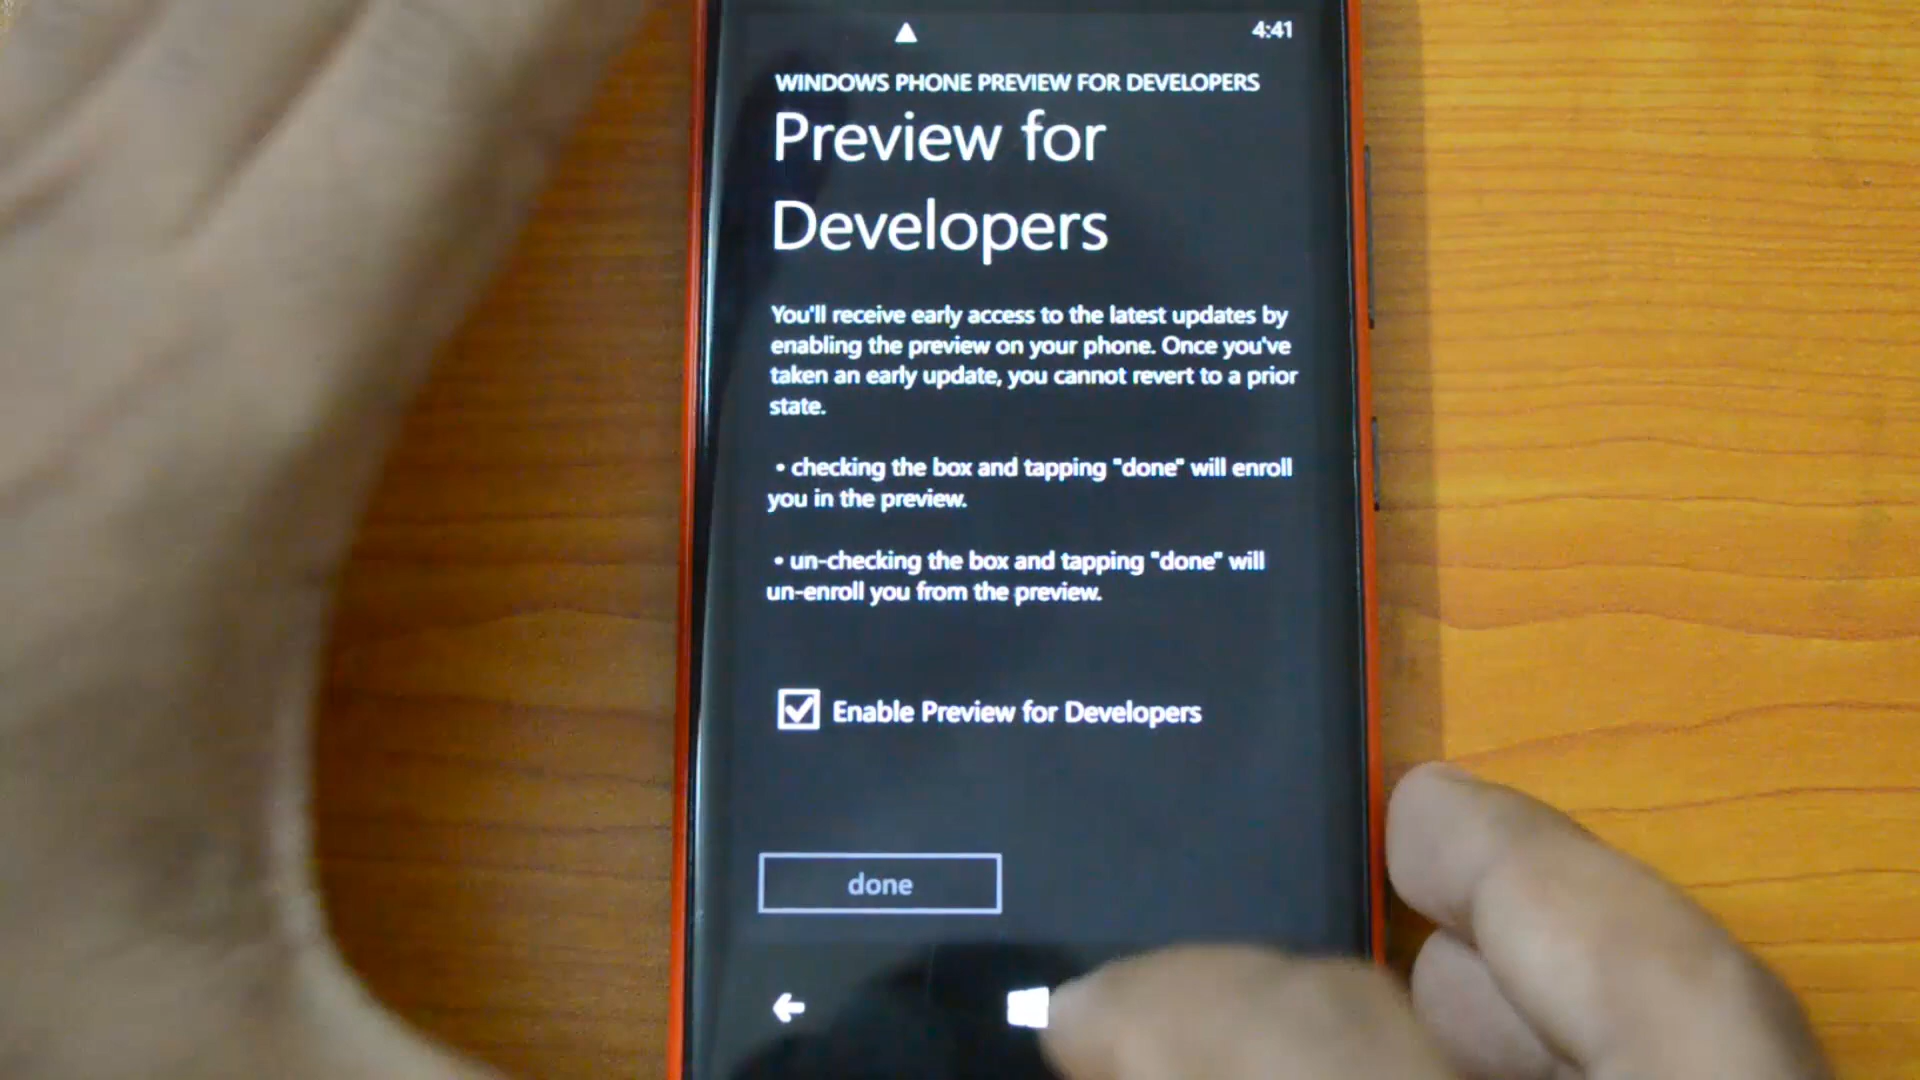 4:41
WINDOWS PHONE PREVIEW FOR DEVELOPERS
Preview for
Developers
You'll receive early access to the latest updates by
enabling the preview on your phone. Once you've
taken an early update, you cannot revert to a prior
state.
• checking the box and tapping "done" will enroll
you in the preview.
• un-checking the box and tapping "done" will
un-enroll you from the preview.
Enable Preview for Developers
done